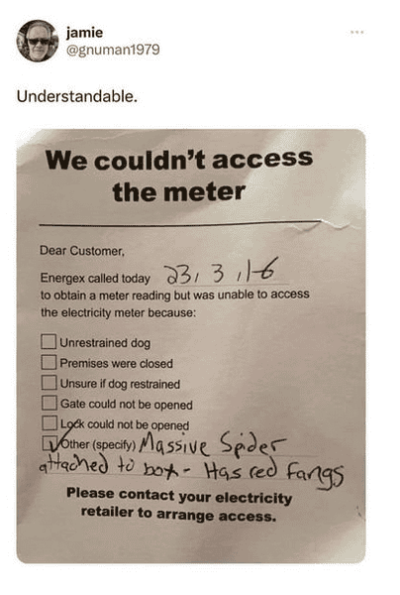 jamie
@gnuman1979
Understandable.
We couldn't access
the meter
Dear Customer,
Energex called today 23, 3, 16
to obtain a meter reading but was unable to access
the electricity meter because:
Unrestrained dog
Premises were closed
Unsure if dog restrained
Gate could not be opened
Lock could not be opened
Other (specify) Massive Spider
attached to box - Has red fangs
Please contact your electricity
retailer to arrange access.